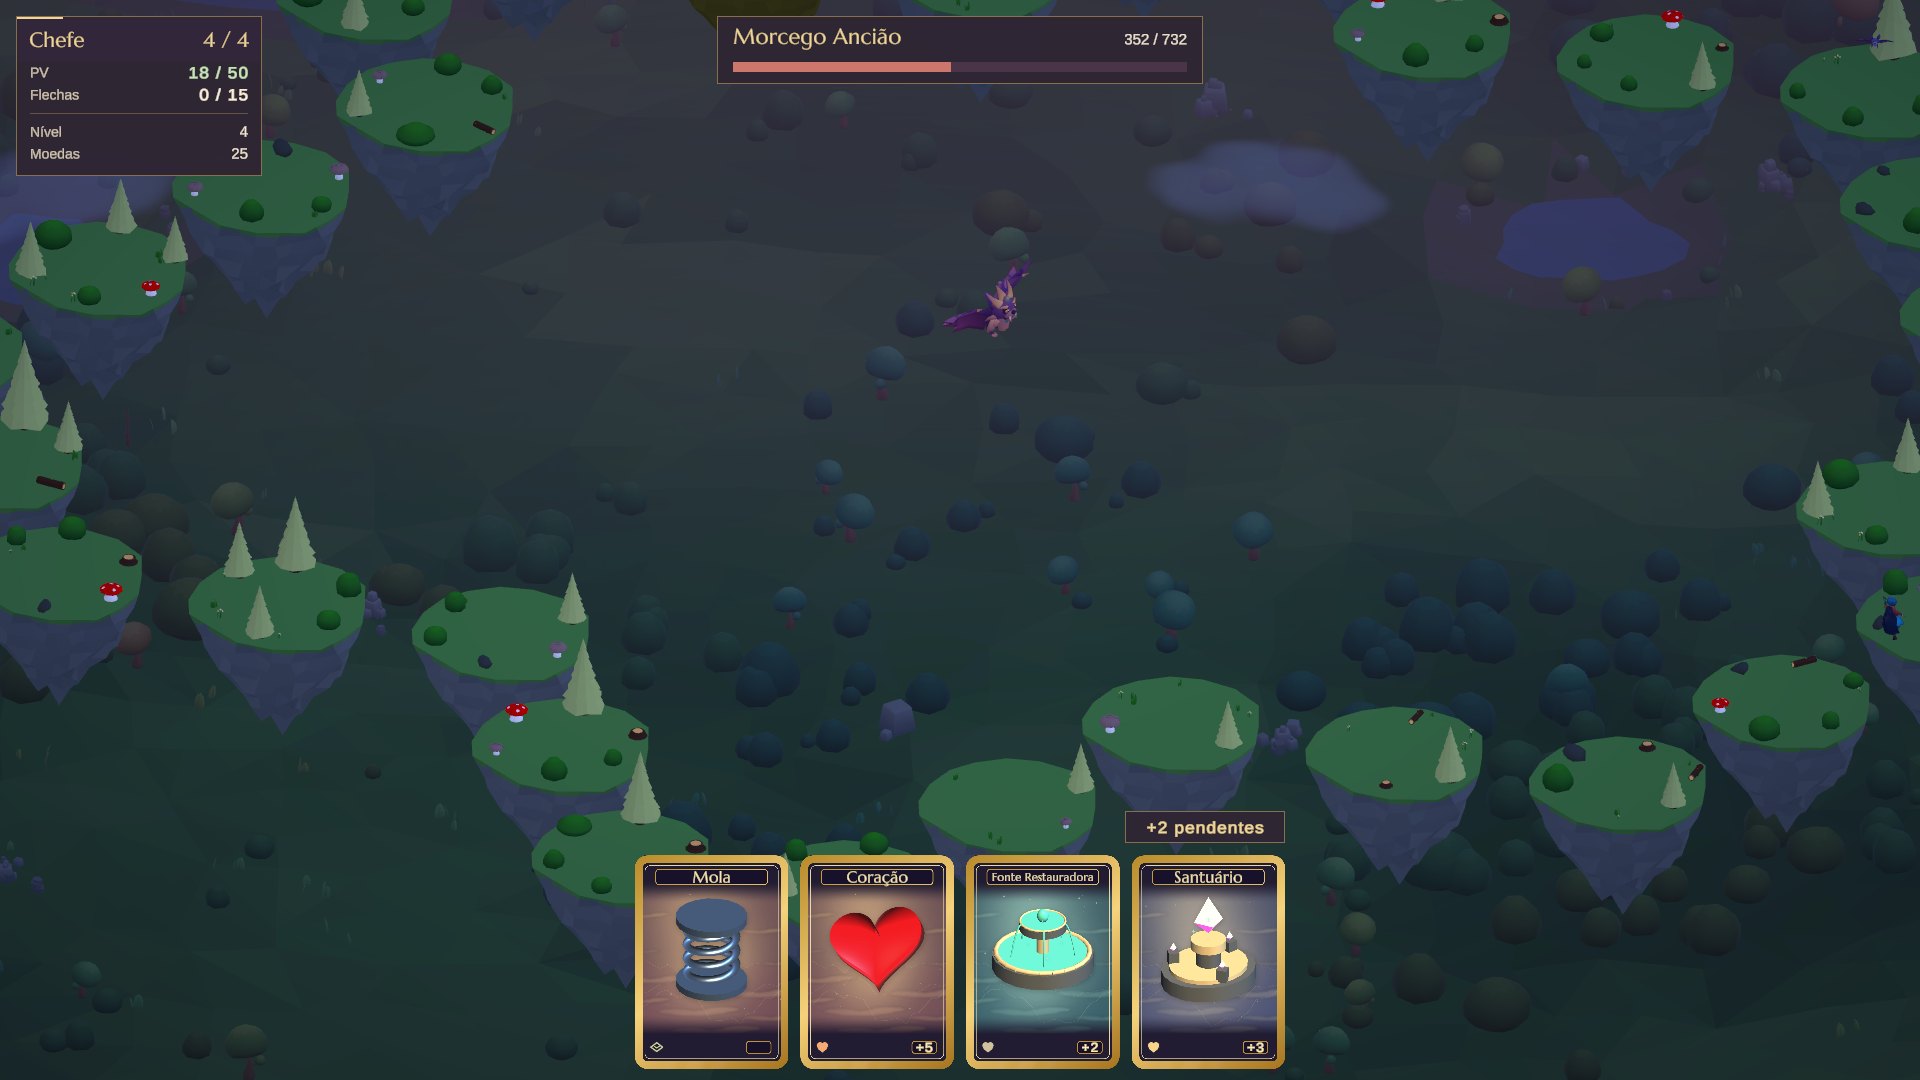 Chefe 4 / 4
PV 18 / 50
Flechas 0 / 15
Nível 4
Moedas 25
Morcego Ancião 352 / 732
+2 pendentes
Mola
Coração
+5
Fonte Restauradora
+2
Santuário
+3